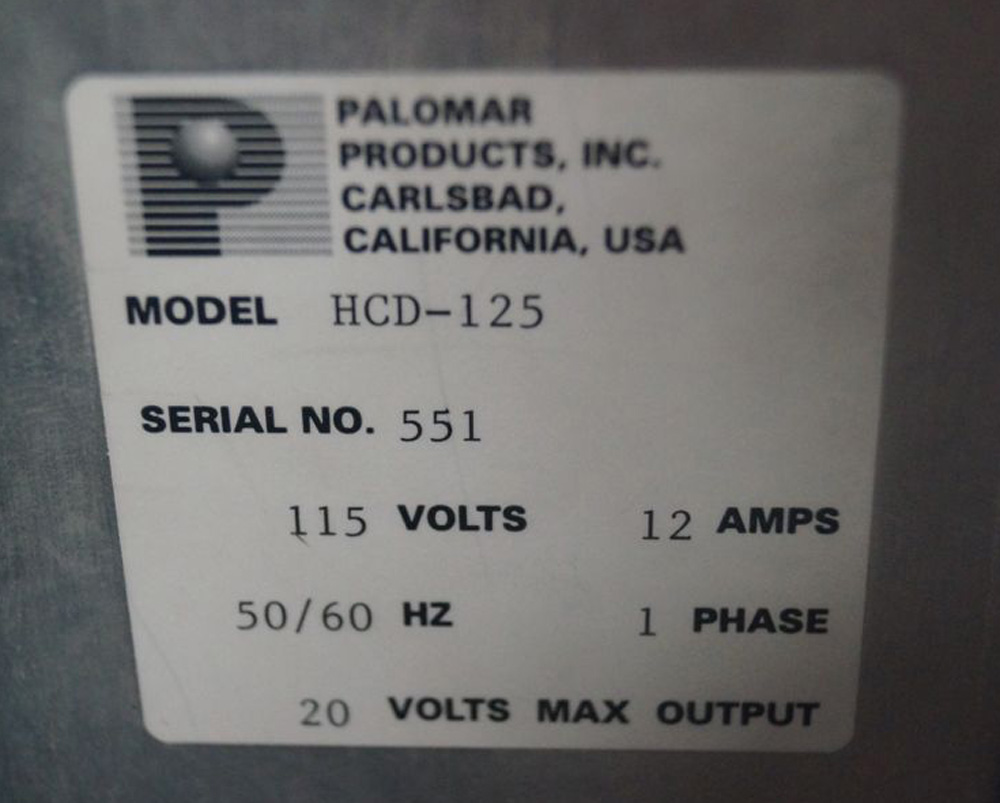 PALOMAR
PRODUCTS, INC.
CARLSBAD,
CALIFORNIA, USA
MODEL HCD-125
SERIAL NO. 551
115 VOLTS 12 AMPS
50/60 HZ 1 PHASE
20 VOLTS MAX OUTPUT